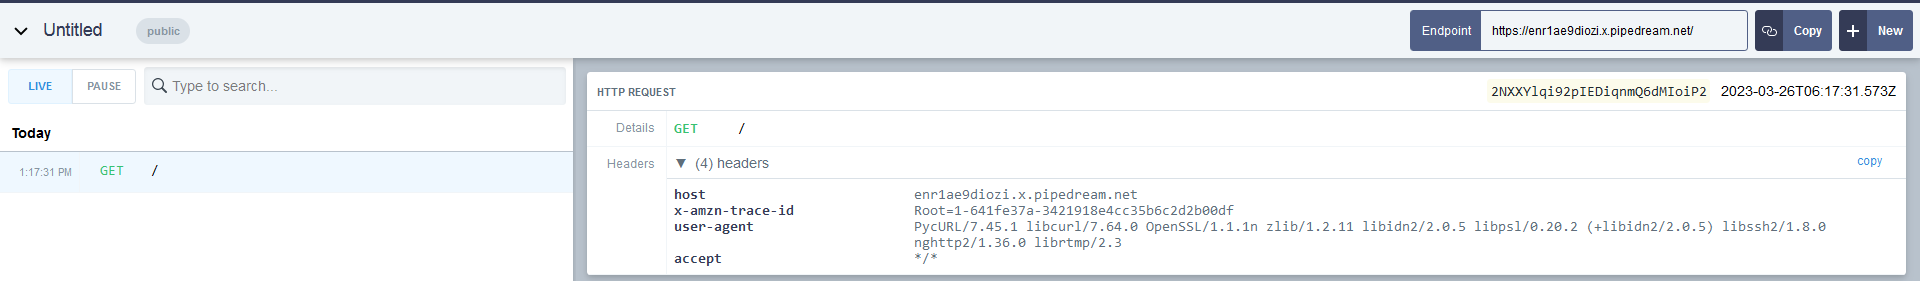 Untitled public Endpoint https://enr1ae9diozi.x.pipedream.net/ Copy New
LIVE PAUSE Type to search...
Today
1:17:31 PM GET /
HTTP REQUEST 2NXXYlqi92pIEDiqnmQ6dMIoiP2 2023-03-26T06:17:31.573Z
Details GET /
Headers (4) headers copy
host enr1ae9diozi.x.pipedream.net
x-amzn-trace-id Root=1-641fe37a-3421918e4cc35b6c2d2b00df
user-agent PycURL/7.45.1 libcurl/7.64.0 OpenSSL/1.1.1n zlib/1.2.11 libidn2/2.0.5 libpsl/0.20.2 (+libidn2/2.0.5) libssh2/1.8.0
nghttp2/1.36.0 librtmp/2.3
accept */*